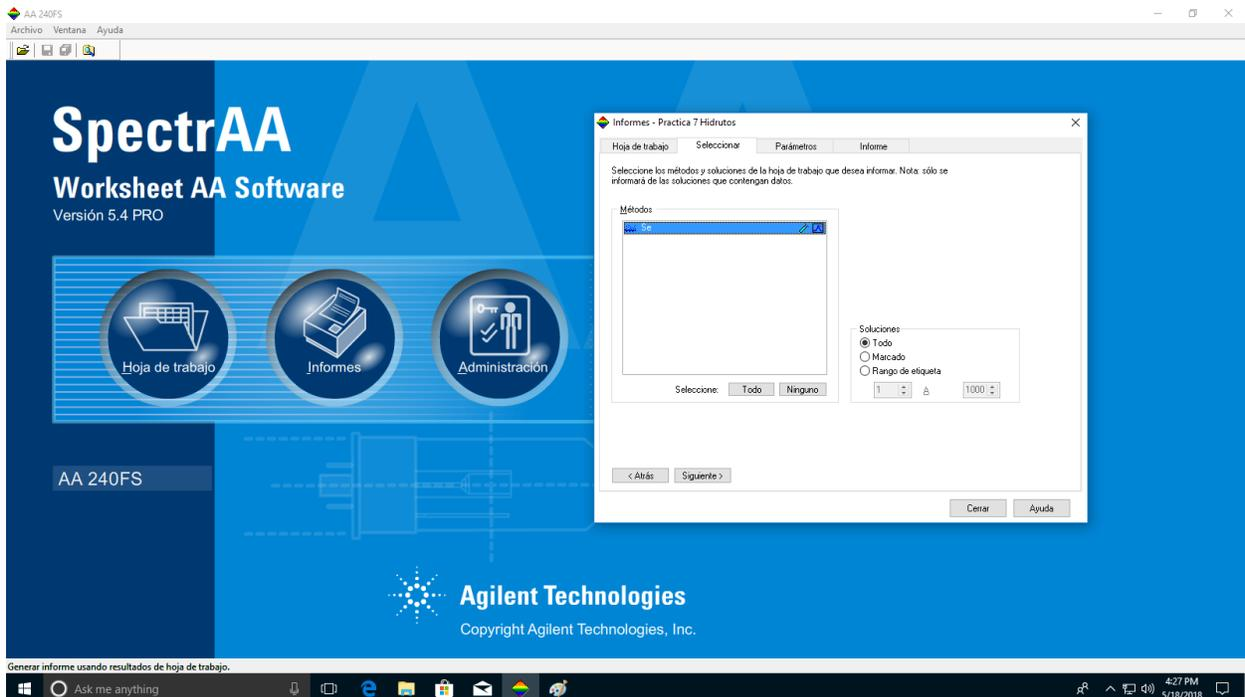 AA 240FS
Archivo Ventana Ayuda
SpectrAA
Worksheet AA Software
Versión 5.4 PRO
Hoja de trabajo
Informes
Administración
AA 240FS
Informes - Practica 7 Hidrutos
Hoja de trabajo Seleccionar Parámetros Informe
Seleccione los métodos y soluciones de la hoja de trabajo que desea informar. Nota: sólo se
informará de las soluciones que contengan datos.
Métodos
Se
Seleccione: Todo Ninguno
Soluciones
Todo
Marcado
Rango de etiqueta
1 A 1000
< Atrás Siguiente >
Cerrar Ayuda
Agilent Technologies
Copyright Agilent Technologies, Inc.
Generar informe usando resultados de hoja de trabajo.
Ask me anything
4:27 PM
5/18/2018